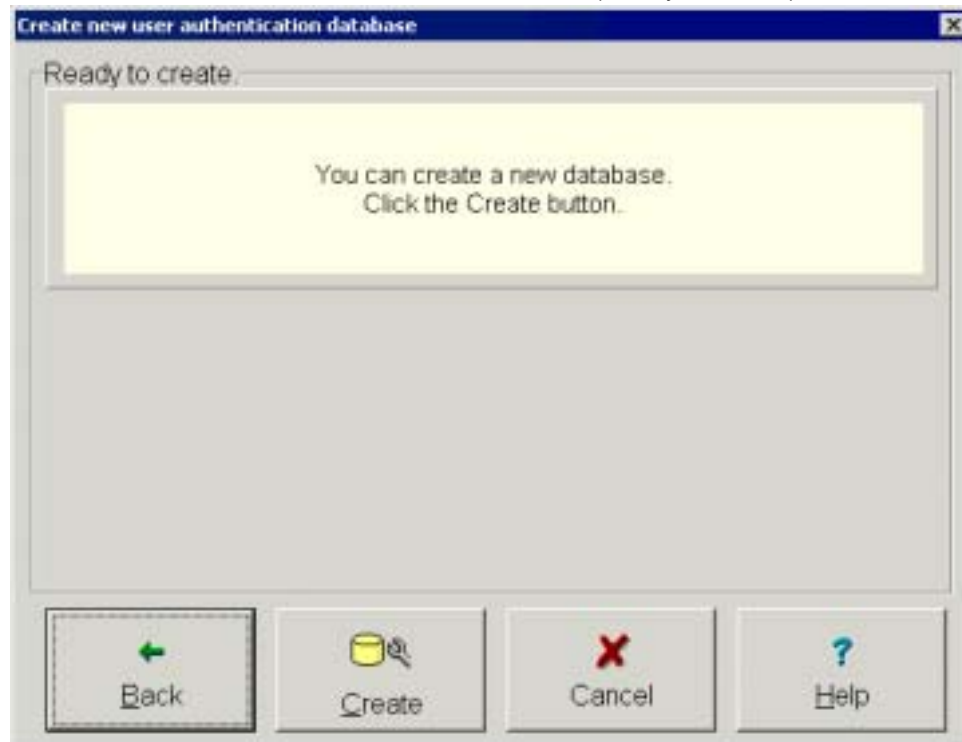 Create new user authentication database
Ready to create.
You can create a new database.
Click the Create button.
Back
Create
Cancel
? Help